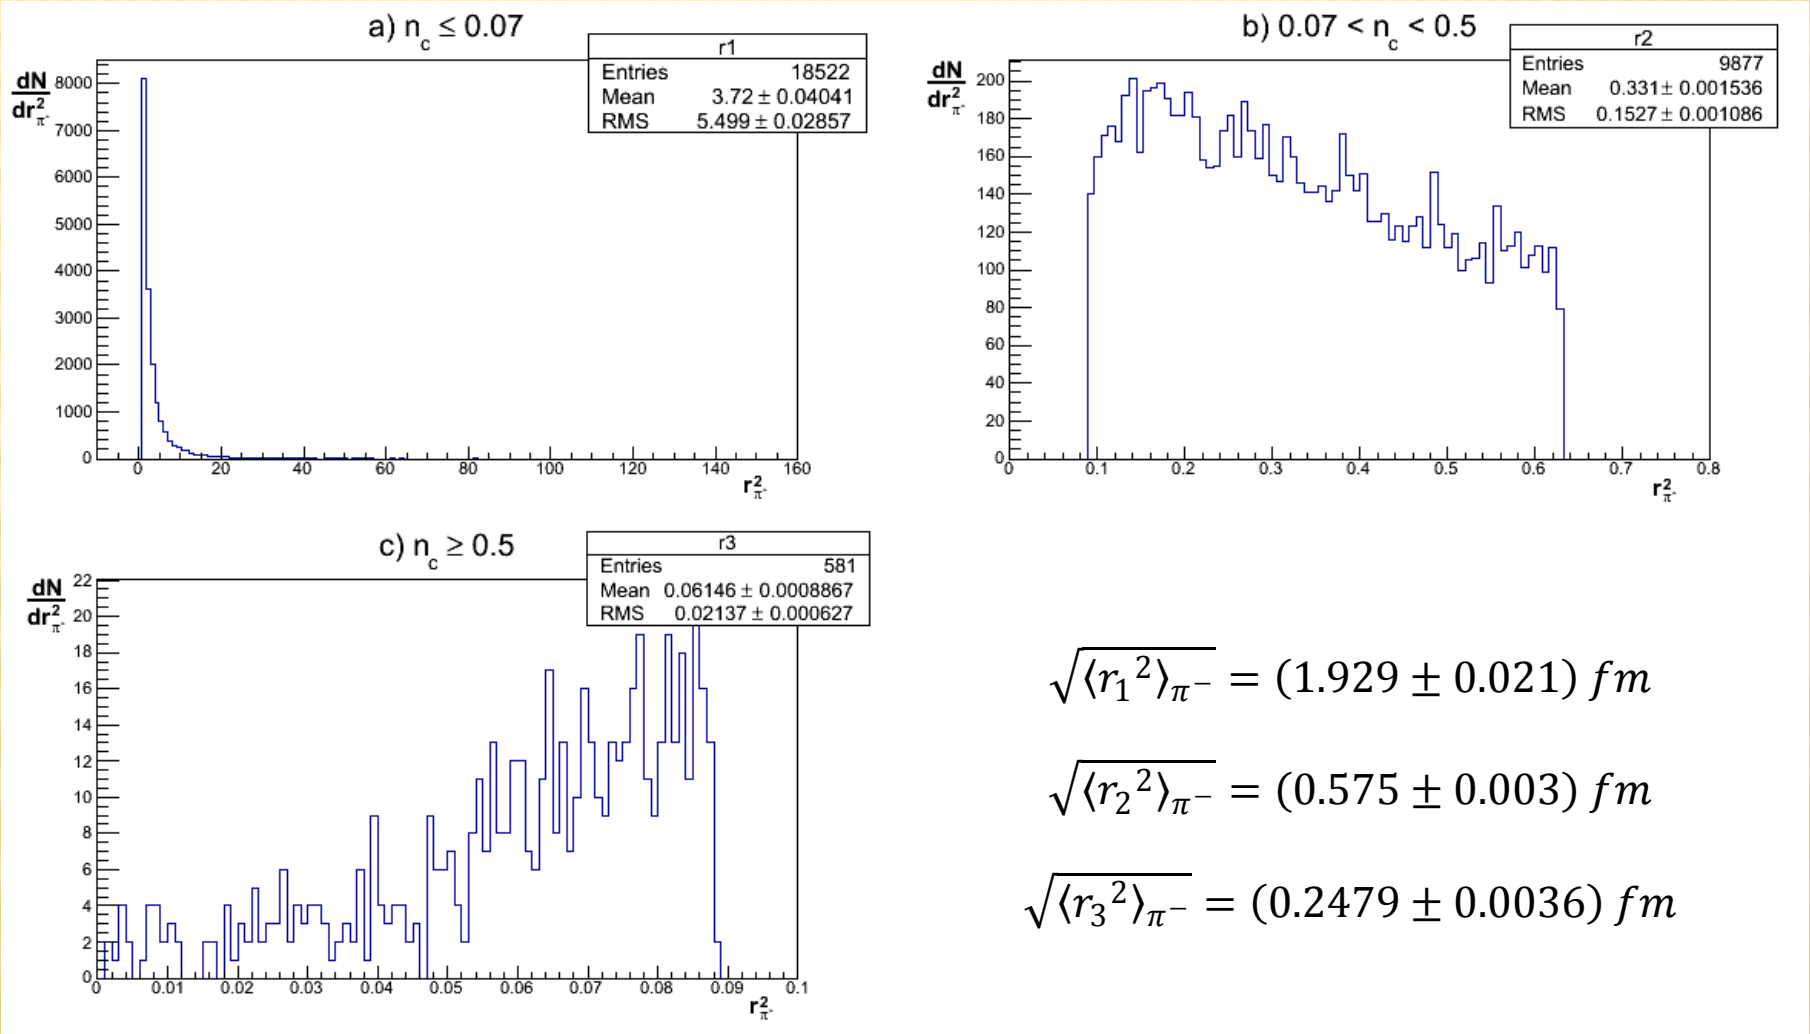 a) n_c ≤ 0.07
r1
Entries 18522
Mean 3.72 ± 0.04041
RMS 5.499 ± 0.02857
dN
dr²_π⁻
8000
7000
6000
5000
4000
3000
2000
1000
0
0 20 40 60 80 100 120 140 160
r²_π⁻
b) 0.07 < n_c < 0.5
r2
Entries 9877
Mean 0.331 ± 0.001536
RMS 0.1527 ± 0.001086
dN
dr²_π⁻
200
180
160
140
120
100
80
60
40
20
0
0 0.1 0.2 0.3 0.4 0.5 0.6 0.7 0.8
r²_π⁻
c) n_c ≥ 0.5
r3
Entries 581
Mean 0.06146 ± 0.0008867
RMS 0.02137 ± 0.000627
dN
dr²_π⁻
22
20
18
16
14
12
10
8
6
4
2
0
0 0.01 0.02 0.03 0.04 0.05 0.06 0.07 0.08 0.09 0.1
r²_π⁻
√⟨r₁²⟩_π⁻ = (1.929 ± 0.021) fm
√⟨r₂²⟩_π⁻ = (0.575 ± 0.003) fm
√⟨r₃²⟩_π⁻ = (0.2479 ± 0.0036) fm